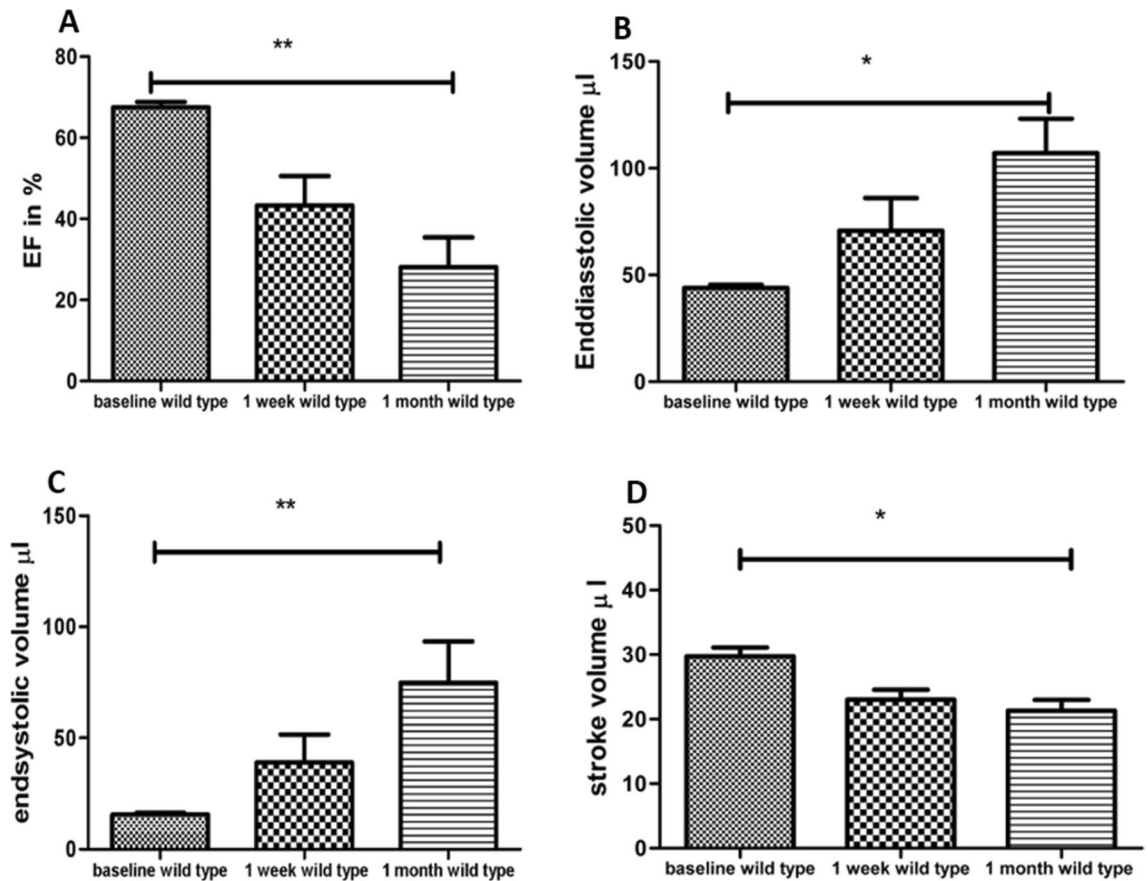 A
**
80
60
40
20
0
EF in %
baseline wild type 1 week wild type 1 month wild type
B
*
150
100
50
0
Enddiasstolic volume μl
baseline wild type 1 week wild type 1 month wild type
C
**
150
100
50
0
endsystolic volume μl
baseline wild type 1 week wild type 1 month wild type
D
*
50
40
30
20
10
0
stroke volume μ l
baseline wild type 1 week wild type 1 month wild type